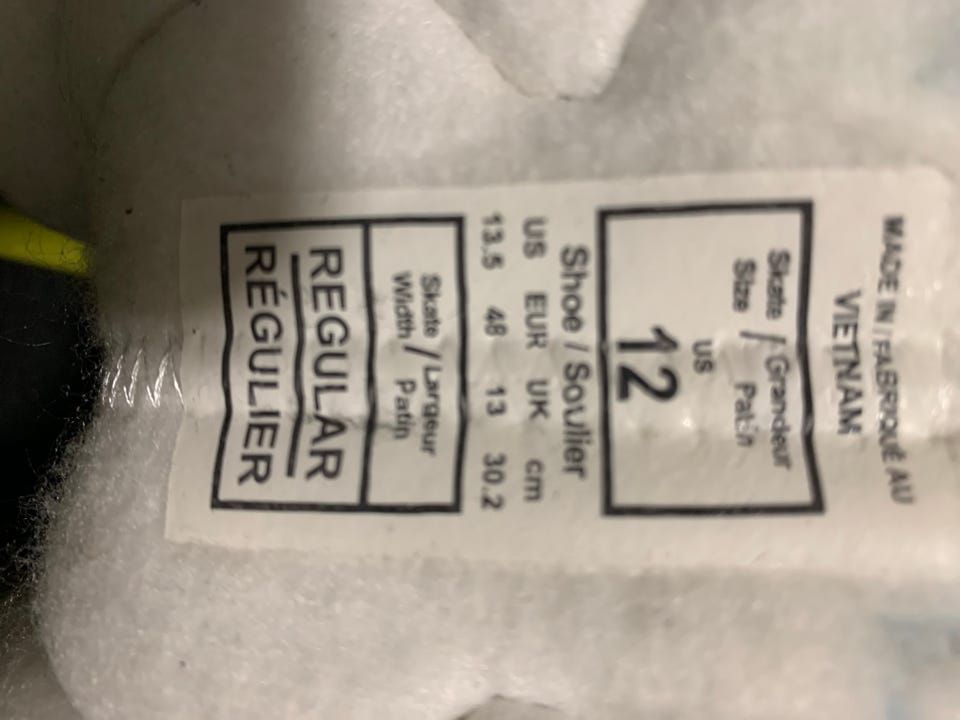 MADE IN / FABRIQUÉ AU
VIETNAM
Skate / Grandeur
Size / Patin
US
12
Shoe / Soulier
US EUR UK cm
13.5 48 13 30.2
Skate / Largeur
Width / Patin
REGULAR
RÉGULIER